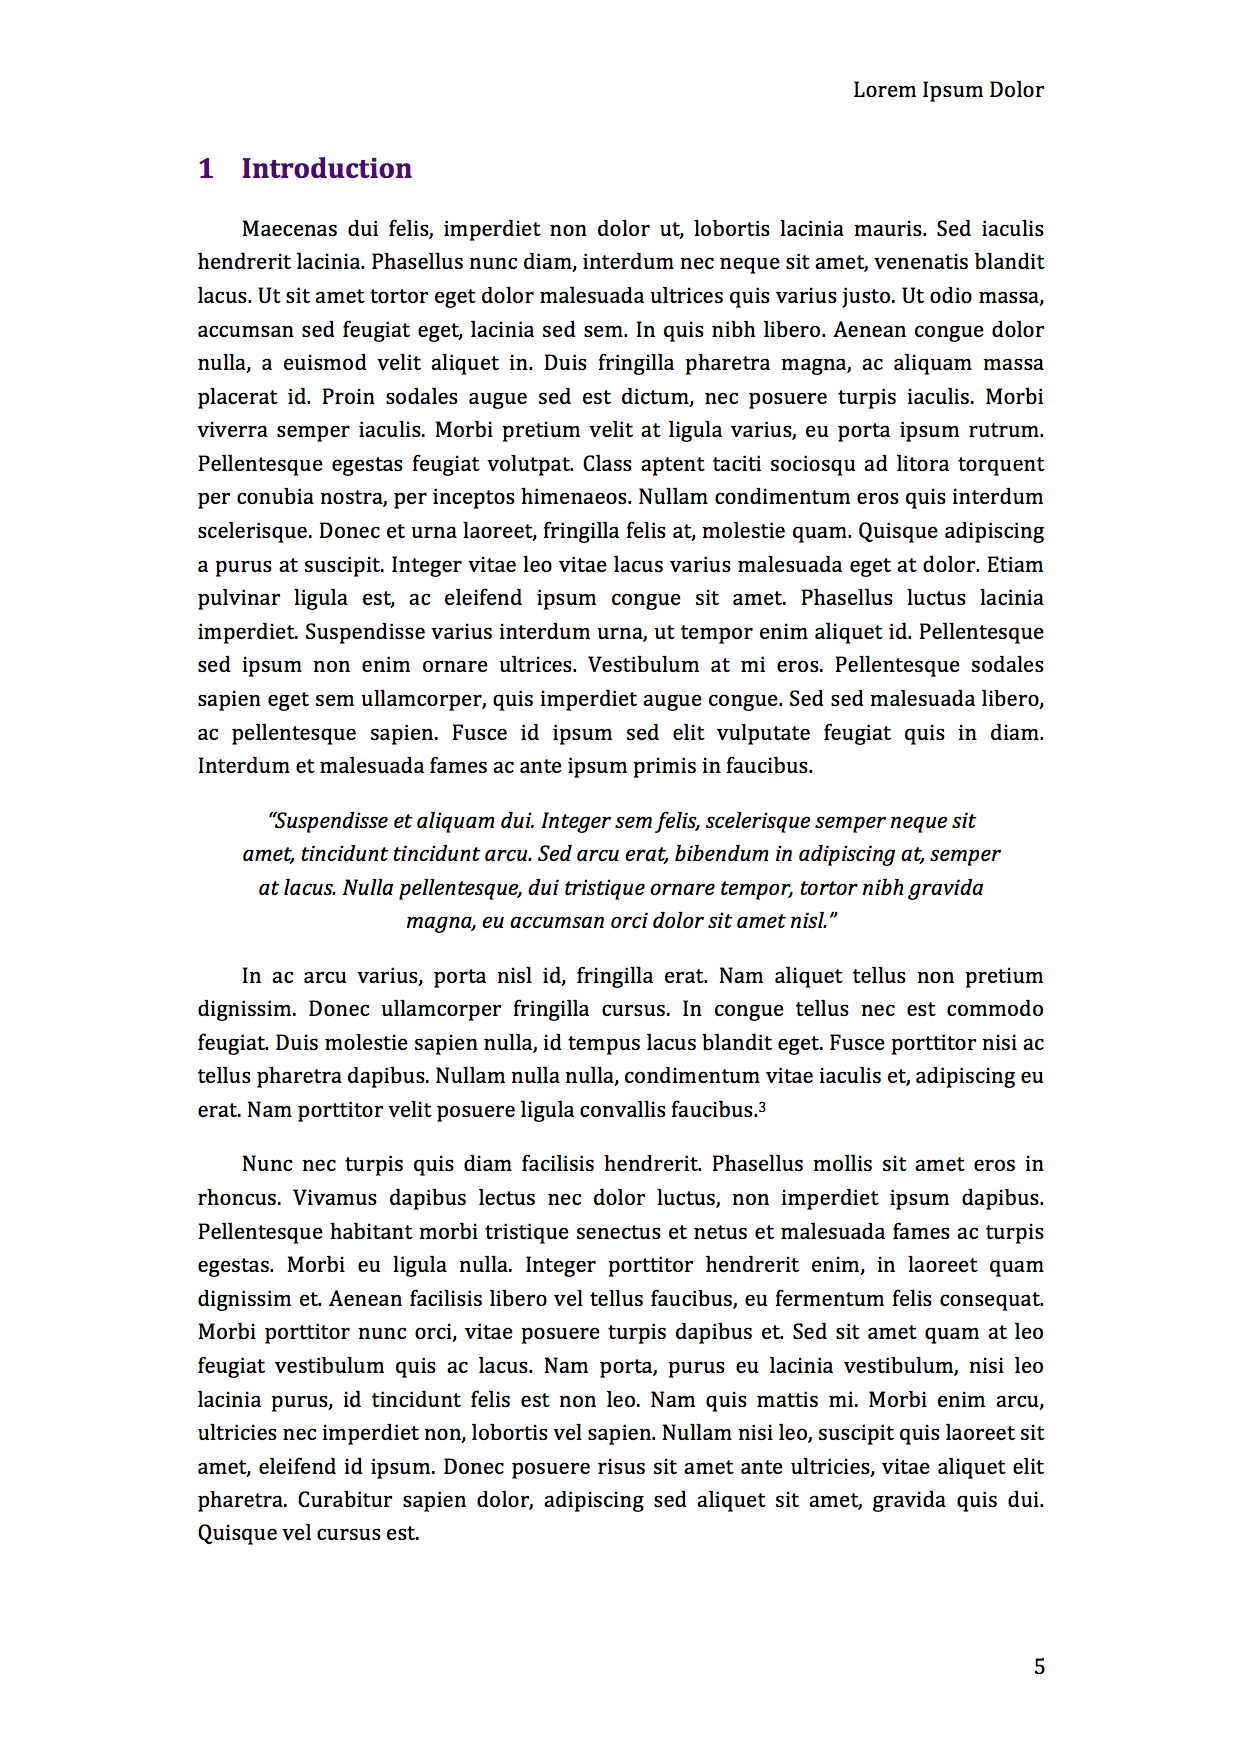 Lorem Ipsum Dolor
1 Introduction
Maecenas dui felis, imperdiet non dolor ut, lobortis lacinia mauris. Sed iaculis
hendrerit lacinia. Phasellus nunc diam, interdum nec neque sit amet, venenatis blandit
lacus. Ut sit amet tortor eget dolor malesuada ultrices quis varius justo. Ut odio massa,
accumsan sed feugiat eget, lacinia sed sem. In quis nibh libero. Aenean congue dolor
nulla, a euismod velit aliquet in. Duis fringilla pharetra magna, ac aliquam massa
placerat id. Proin sodales augue sed est dictum, nec posuere turpis iaculis. Morbi
viverra semper iaculis. Morbi pretium velit at ligula varius, eu porta ipsum rutrum.
Pellentesque egestas feugiat volutpat. Class aptent taciti sociosqu ad litora torquent
per conubia nostra, per inceptos himenaeos. Nullam condimentum eros quis interdum
scelerisque. Donec et urna laoreet, fringilla felis at, molestie quam. Quisque adipiscing
a purus at suscipit. Integer vitae leo vitae lacus varius malesuada eget at dolor. Etiam
pulvinar ligula est, ac eleifend ipsum congue sit amet. Phasellus luctus lacinia
imperdiet. Suspendisse varius interdum urna, ut tempor enim aliquet id. Pellentesque
sed ipsum non enim ornare ultrices. Vestibulum at mi eros. Pellentesque sodales
sapien eget sem ullamcorper, quis imperdiet augue congue. Sed sed malesuada libero,
ac pellentesque sapien. Fusce id ipsum sed elit vulputate feugiat quis in diam.
Interdum et malesuada fames ac ante ipsum primis in faucibus.
“Suspendisse et aliquam dui. Integer sem felis, scelerisque semper neque sit
amet, tincidunt tincidunt arcu. Sed arcu erat, bibendum in adipiscing at, semper
at lacus. Nulla pellentesque, dui tristique ornare tempor, tortor nibh gravida
magna, eu accumsan orci dolor sit amet nisl.”
In ac arcu varius, porta nisl id, fringilla erat. Nam aliquet tellus non pretium
dignissim. Donec ullamcorper fringilla cursus. In congue tellus nec est commodo
feugiat. Duis molestie sapien nulla, id tempus lacus blandit eget. Fusce porttitor nisi ac
tellus pharetra dapibus. Nullam nulla nulla, condimentum vitae iaculis et, adipiscing eu
erat. Nam porttitor velit posuere ligula convallis faucibus.³
Nunc nec turpis quis diam facilisis hendrerit. Phasellus mollis sit amet eros in
rhoncus. Vivamus dapibus lectus nec dolor luctus, non imperdiet ipsum dapibus.
Pellentesque habitant morbi tristique senectus et netus et malesuada fames ac turpis
egestas. Morbi eu ligula nulla. Integer porttitor hendrerit enim, in laoreet quam
dignissim et. Aenean facilisis libero vel tellus faucibus, eu fermentum felis consequat.
Morbi porttitor nunc orci, vitae posuere turpis dapibus et. Sed sit amet quam at leo
feugiat vestibulum quis ac lacus. Nam porta, purus eu lacinia vestibulum, nisi leo
lacinia purus, id tincidunt felis est non leo. Nam quis mattis mi. Morbi enim arcu,
ultricies nec imperdiet non, lobortis vel sapien. Nullam nisi leo, suscipit quis laoreet sit
amet, eleifend id ipsum. Donec posuere risus sit amet ante ultricies, vitae aliquet elit
pharetra. Curabitur sapien dolor, adipiscing sed aliquet sit amet, gravida quis dui.
Quisque vel cursus est.
5